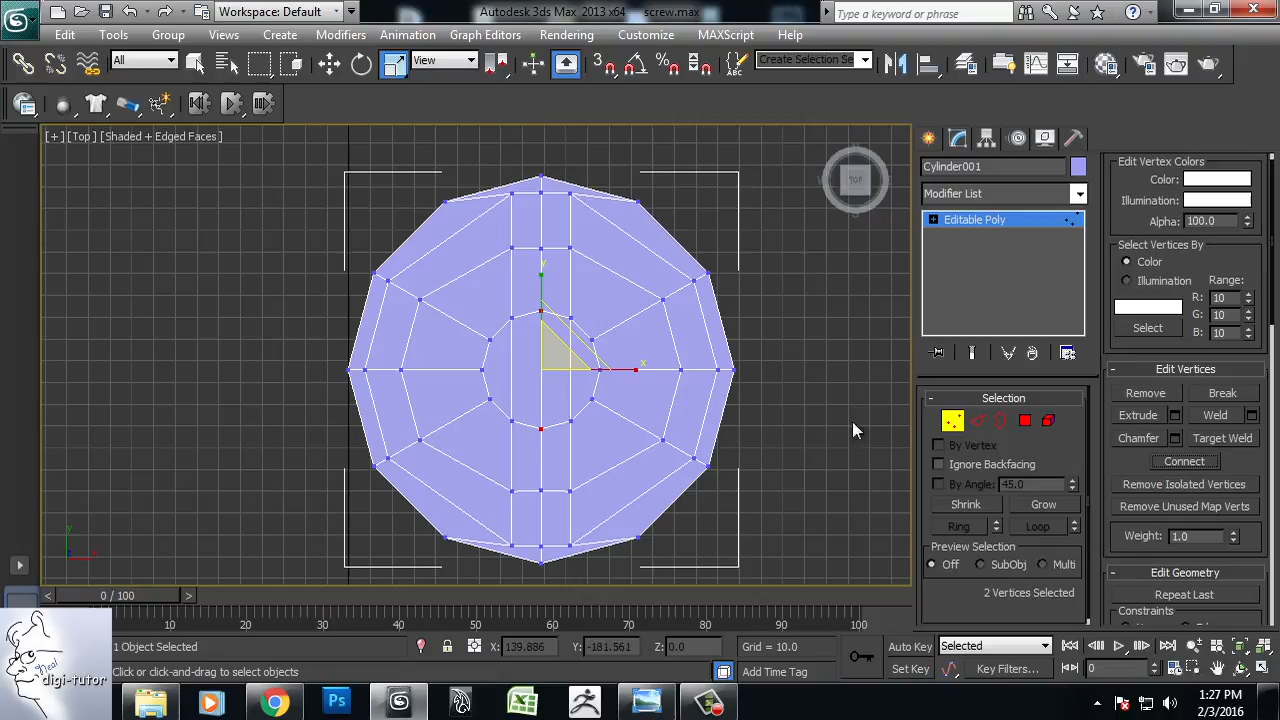 Workspace: Default
Autodesk 3ds Max 2013 x64
screw.max
Type a keyword or phrase
Edit
Tools
Group
Views
Create
Modifiers
Animation
Graph Editors
Rendering
Customize
MAXScript
Help
All
View
3
Create Selection Se
[+] [Top] [Shaded + Edged Faces]
TOP
y
x
Cylinder001
Modifier List
Editable Poly
Selection
By Vertex
Ignore Backfacing
By Angle: 45.0
Shrink
Grow
Ring
Loop
Preview Selection
Off
SubObj
Multi
2 Vertices Selected
Edit Vertex Colors
Color:
Illumination:
Alpha: 100.0
Select Vertices By
Color
Illumination
Range:
R: 10
G: 10
Select
B: 10
Edit Vertices
Remove
Break
Extrude
Weld
Chamfer
Target Weld
Connect
Remove Isolated Vertices
Remove Unused Map Verts
Weight: 1.0
Edit Geometry
Repeat Last
Constraints
0 / 100
10 20 30 40 50 60 70 80 90 100
1 Object Selected
X: 139.886
Y: -181.561
Z: 0.0
Grid = 10.0
Auto Key
Selected
Click or click-and-drag to select objects
Add Time Tag
Set Key
Key Filters...
0
digi-tutor
Ps
1:27 PM
2/3/2016